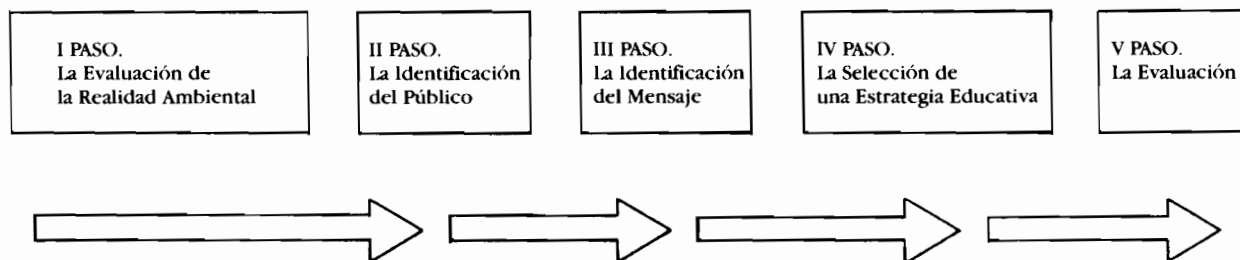 I PASO.
La Evaluación de
la Realidad Ambiental
II PASO.
La Identificación
del Público
III PASO.
La Identificación
del Mensaje
IV PASO.
La Selección de
una Estrategia Educativa
V PASO.
La Evaluación